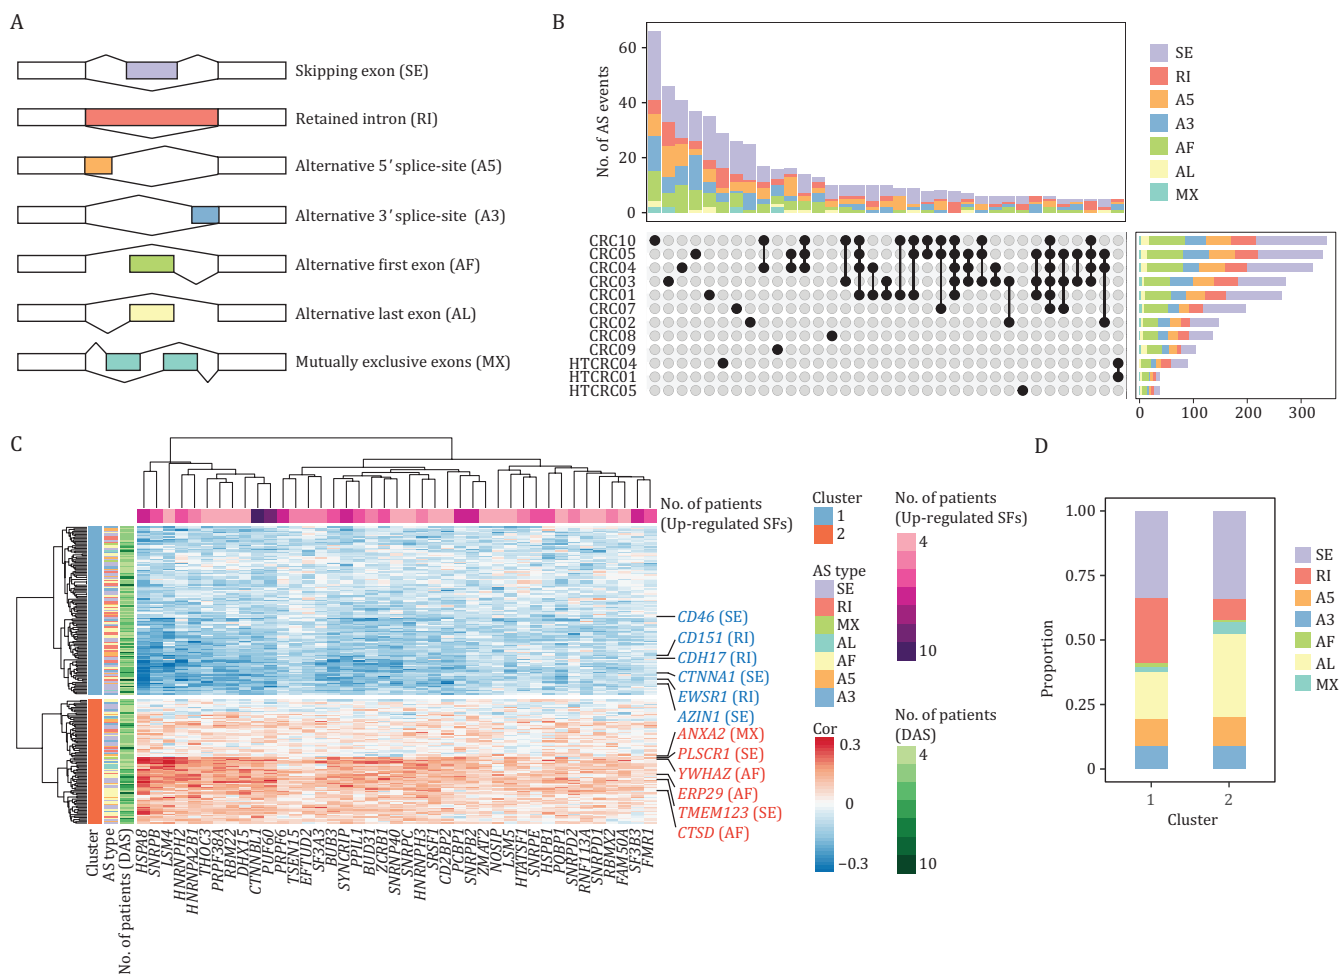 A
Skipping exon (SE)
Retained intron (RI)
Alternative 5′ splice-site (A5)
Alternative 3′ splice-site (A3)
Alternative first exon (AF)
Alternative last exon (AL)
Mutually exclusive exons (MX)
B
No. of AS events
60
40
20
0
SE
RI
A5
A3
AF
AL
MX
CRC10
CRC05
CRC04
CRC03
CRC01
CRC07
CRC02
CRC08
CRC09
HTCRC04
HTCRC01
HTCRC05
0 100 200 300
C
No. of patients
(Up-regulated SFs)
CD46 (SE)
CD151 (RI)
CDH17 (RI)
CTNNA1 (SE)
EWSR1 (RI)
AZIN1 (SE)
ANXA2 (MX)
PLSCR1 (SE)
YWHAZ (AF)
ERP29 (AF)
TMEM123 (SE)
CTSD (AF)
Cluster
AS type
No. of patients (DAS)
HSPA8
SNRPB
LSM4
HNRNPH2
HNRNPA2B1
THOC3
PRPF38A
RBM22
DHX15
CTNNBL1
PUF60
PRPF6
TSEN15
EFTUD2
SF3A3
BUB3
SYNCRIP
PPIL1
BUD31
ZCRB1
SNRNP40
SNRPC
HNRNPH3
SRSF1
CD2BP2
PCBP1
SNRPB2
ZMAT2
NOSIP
LSM5
HTATSF1
SNRPE
HSPB1
PQBP1
SNRPD2
RNF113A
SNRPD1
RBMX2
FAM50A
SF3B3
FMR1
Cluster
1
2
AS type
SE
RI
MX
AL
AF
A5
A3
Cor
0.3
0
−0.3
No. of patients
(Up-regulated SFs)
4
10
No. of patients
(DAS)
4
10
D
Proportion
1.00
0.75
0.50
0.25
0
1 2
Cluster
SE
RI
A5
A3
AF
AL
MX